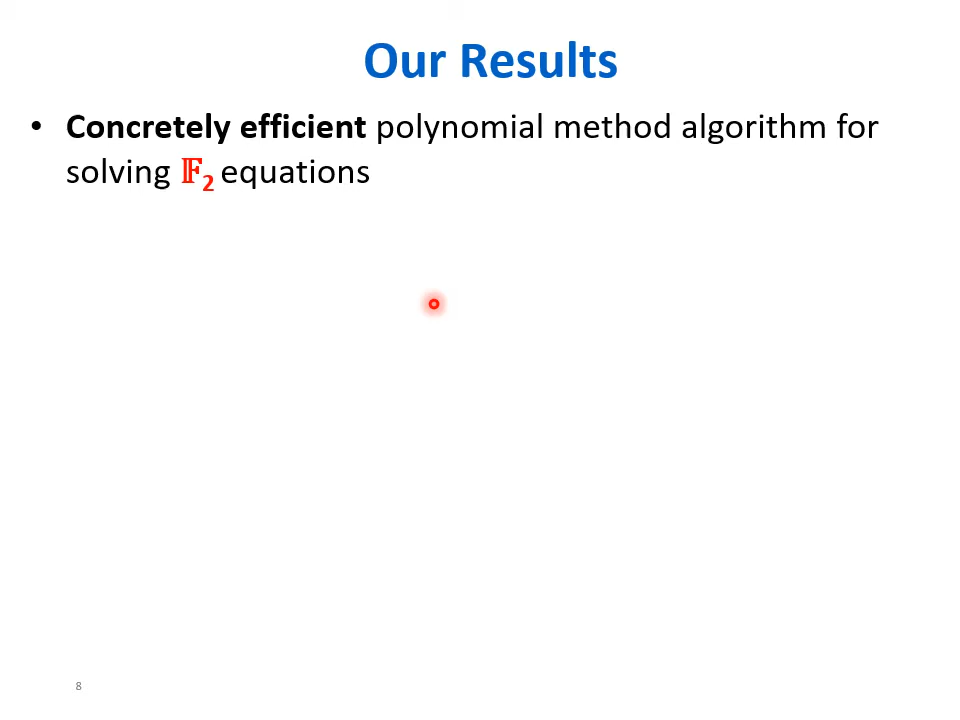 Our Results
• Concretely efficient polynomial method algorithm for
solving 𝔽₂ equations
8